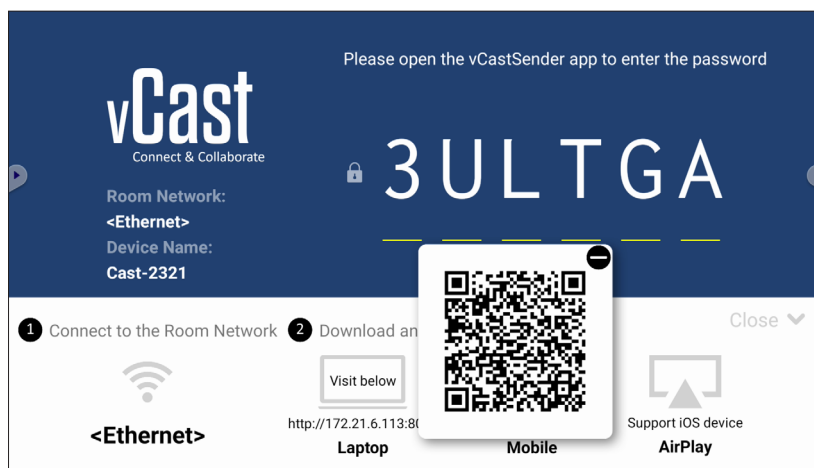 Please open the vCastSender app to enter the password
vCast
Connect & Collaborate
3ULTGA
Room Network:
<Ethernet>
Device Name:
Cast-2321
Close
1 Connect to the Room Network
2 Download an
Visit below
http://172.21.6.113:80
<Ethernet>
Laptop
Mobile
Support iOS device
AirPlay